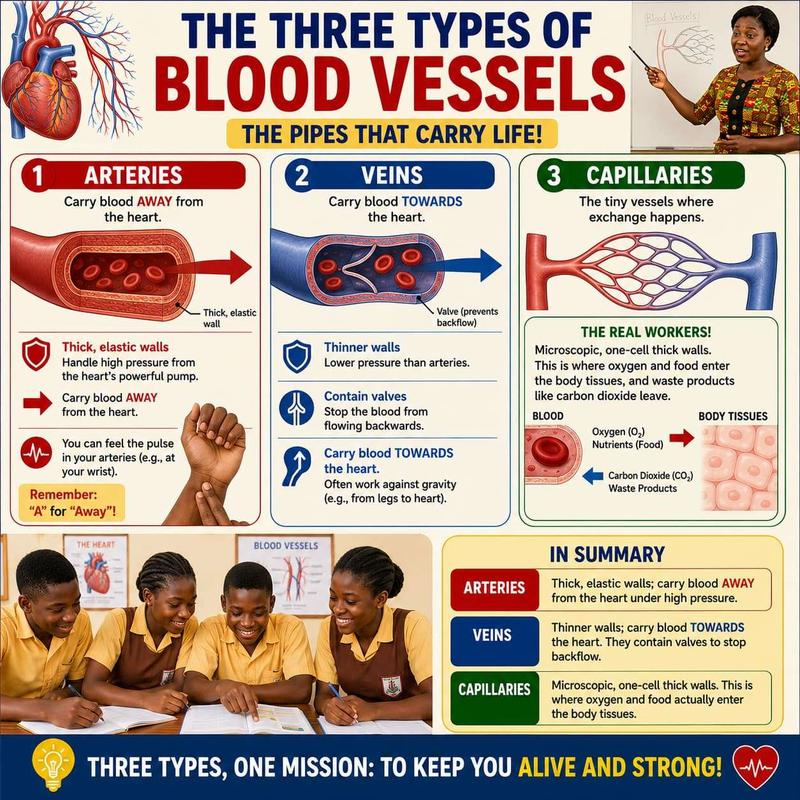 THE THREE TYPES OF
BLOOD VESSELS
THE PIPES THAT CARRY LIFE!
Blood Vessels
1 ARTERIES
Carry blood AWAY from
the heart.
Thick, elastic
wall
Thick, elastic walls
Handle high pressure from
the heart's powerful pump.
Carry blood AWAY
from the heart.
You can feel the pulse
in your arteries (e.g., at
your wrist).
Remember:
"A" for "Away"!
2 VEINS
Carry blood TOWARDS
the heart.
Valve (prevents
backflow)
Thinner walls
Lower pressure than arteries.
Contain valves
Stop the blood from
flowing backwards.
Carry blood TOWARDS
the heart.
Often work against gravity
(e.g., from legs to heart).
3 CAPILLARIES
The tiny vessels where
exchange happens.
THE REAL WORKERS!
Microscopic, one-cell thick walls.
This is where oxygen and food enter
the body tissues, and waste products
like carbon dioxide leave.
BLOOD
BODY TISSUES
Oxygen (O₂)
Nutrients (Food)
Carbon Dioxide (CO₂)
Waste Products
THE HEART
BLOOD VESSELS
IN SUMMARY
ARTERIES
Thick, elastic walls; carry blood AWAY
from the heart under high pressure.
VEINS
Thinner walls; carry blood TOWARDS
the heart. They contain valves to stop
backflow.
CAPILLARIES
Microscopic, one-cell thick walls. This is
where oxygen and food actually enter
the body tissues.
THREE TYPES, ONE MISSION: TO KEEP YOU ALIVE AND STRONG!